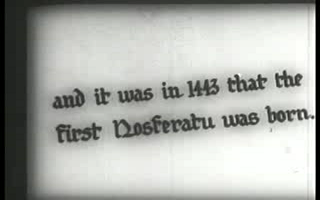 and it was in 1443 that the
first Nosferatu was born.